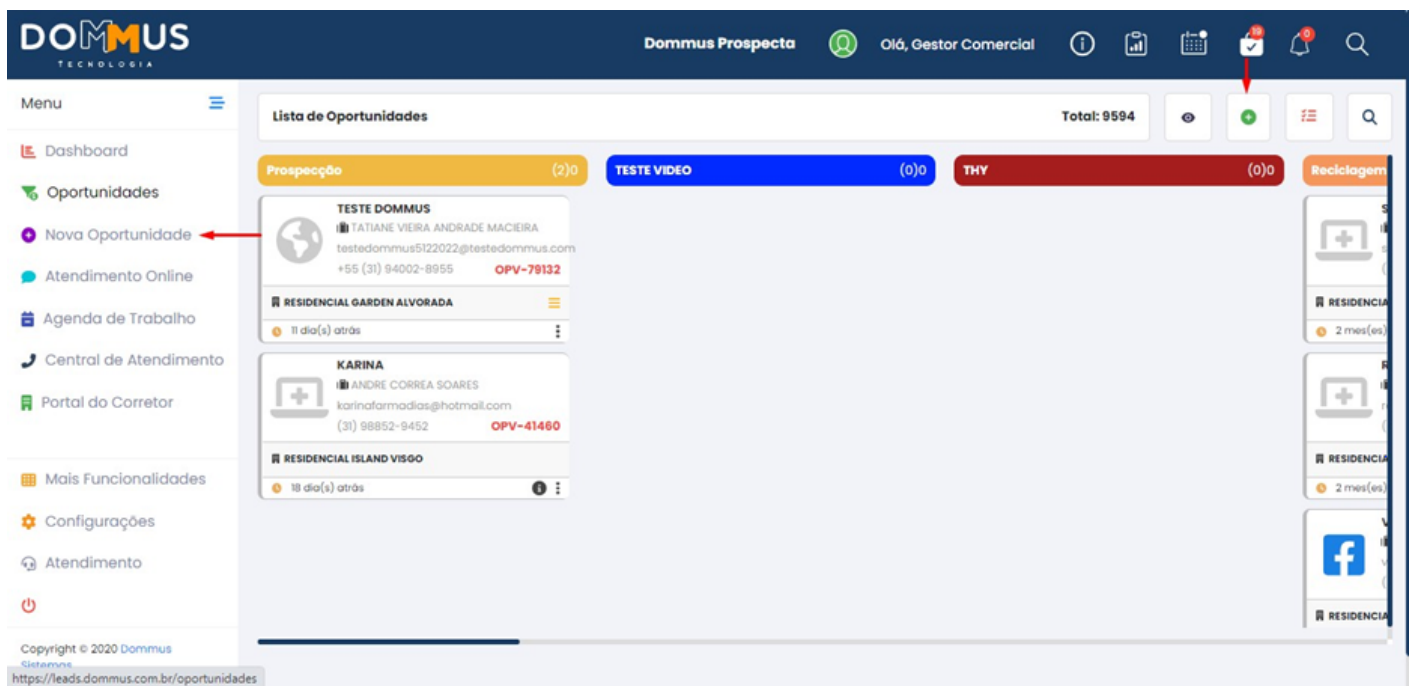 DOMMUS
TECNOLOGIA
Dommus Prospecta
Olá, Gestor Comercial
19
0
Menu
Dashboard
Oportunidades
Nova Oportunidade
Atendimento Online
Agenda de Trabalho
Central de Atendimento
Portal do Corretor
Mais Funcionalidades
Configurações
Atendimento
Copyright © 2020 Dommus
Sistemas
https://leads.dommus.com.br/oportunidades
Lista de Oportunidades
Total: 9594
Prospecção (2)0
TESTE DOMMUS
TATIANE VIEIRA ANDRADE MACIEIRA
testedommus5122022@testedommus.com
+55 (31) 94002-8955 OPV-79132
RESIDENCIAL GARDEN ALVORADA
11 dia(s) atrás
KARINA
ANDRE CORREA SOARES
karinafarmadias@hotmail.com
(31) 98852-9452 OPV-41460
RESIDENCIAL ISLAND VISGO
18 dia(s) atrás
TESTE VIDEO (0)0
THY (0)0
Reciclagem
RESIDENCIA
2 mes(es)
RESIDENCIA
2 mes(es)
RESIDENCIA